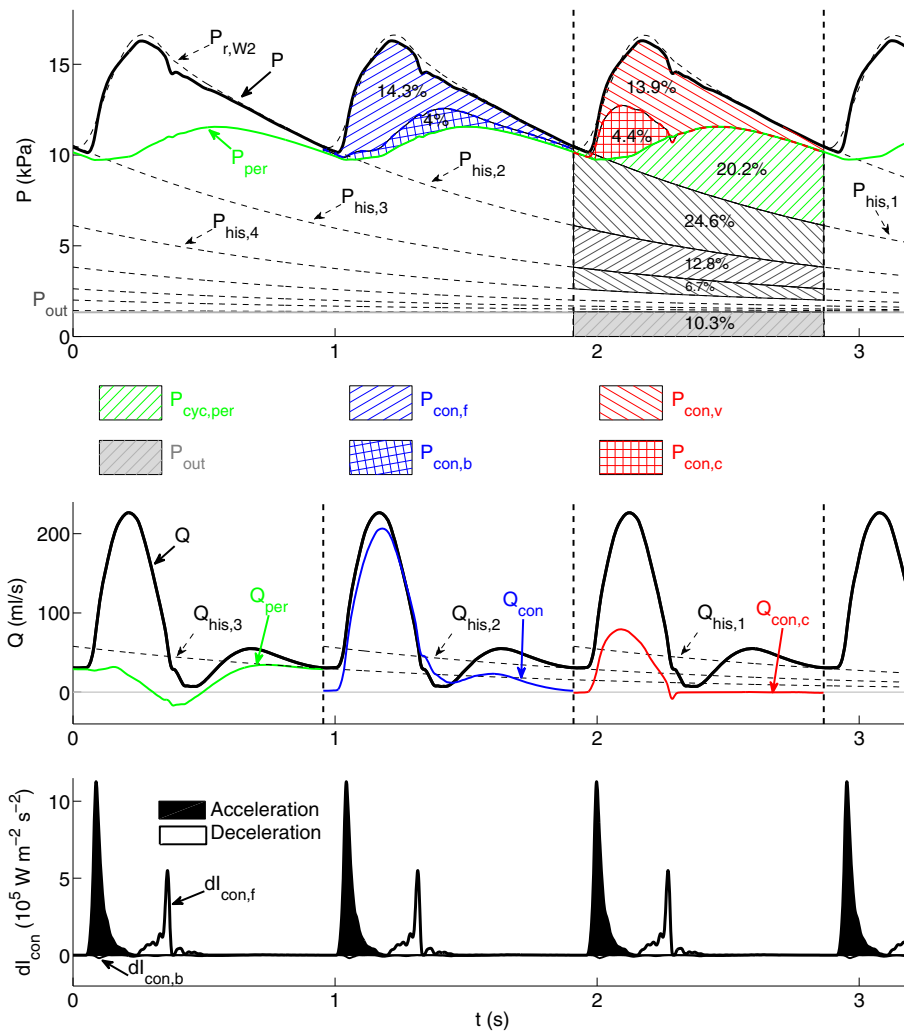 P_r,W2
P
15
14.3%
13.9%
4%
4.4%
10
P_per
P_his,2
20.2%
P_his,3
P_his,1
24.6%
P_his,4
5
12.8%
6.7%
P_out
10.3%
0
P (kPa)
0 1 2 3
P_cyc,per P_con,f P_con,v
P_out P_con,b P_con,c
200
Q
Q_per Q_con Q_con,c
Q_his,3 Q_his,2 Q_his,1
100
0
Q (ml/s)
0 1 2 3
10
Acceleration
Deceleration
5
dI_con,f
0
dI_con,b
dI_con (10^5 W m^−2 s^−2)
0 1 2 3
t (s)